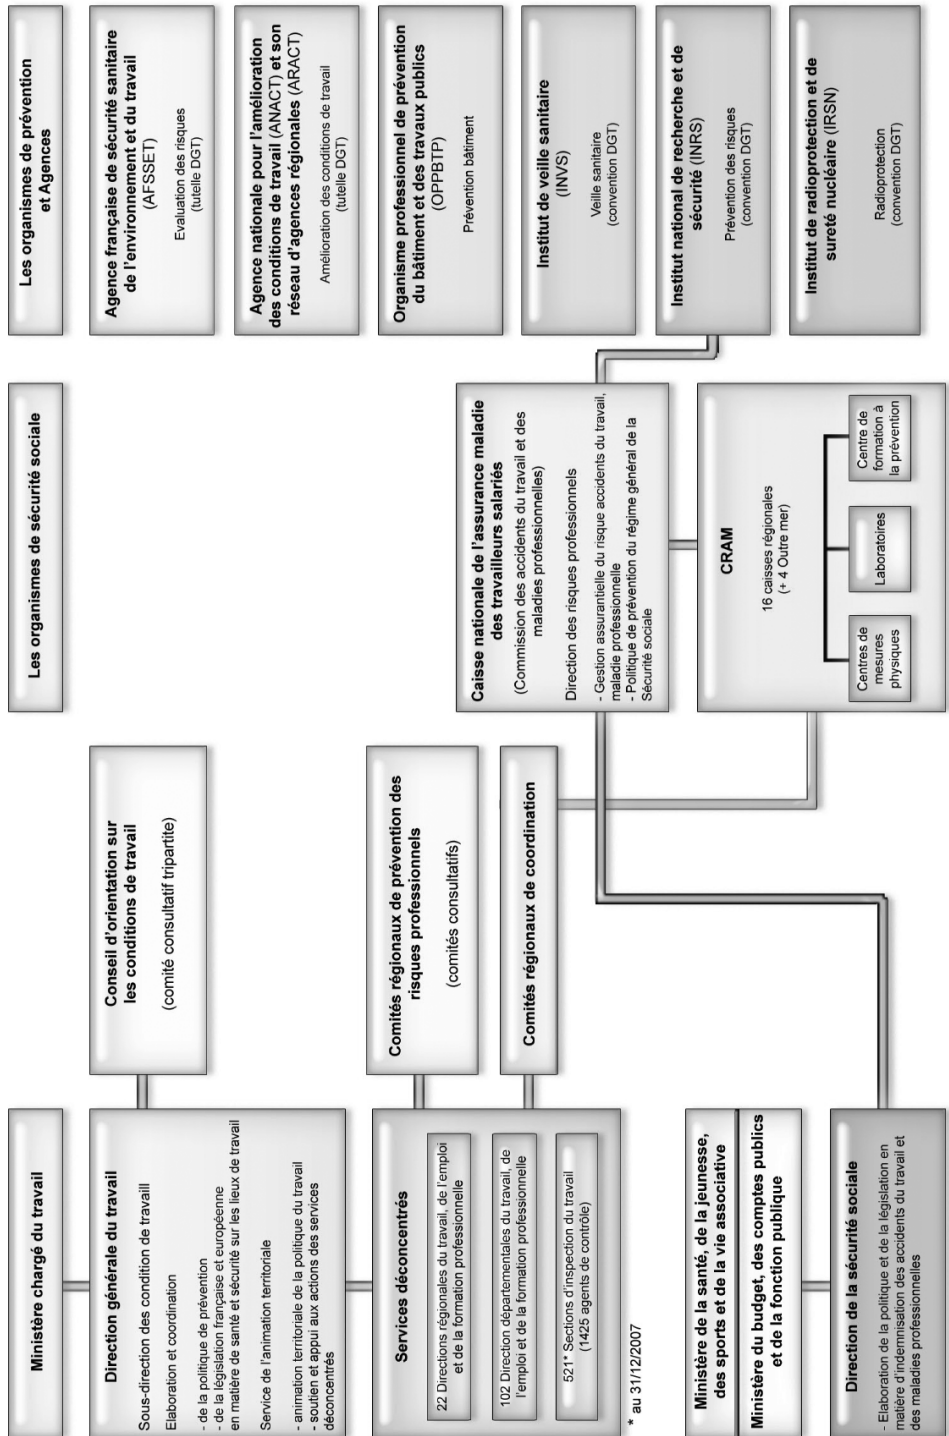 Ministère chargé du travail
Direction générale du travail
Sous-direction des condition de travaill
Elaboration et coordination
- de la politique de prévention
- de la législation française et européenne
en matière de santé et sécurité sur les lieux de travail
Service de l'animation territoriale
- animation territoriale de la politique du travail
- soutien et appui aux actions des services
déconcentrés
Services déconcentrés
22 Directions régionales du travail, de l'emploi
et de la formation professionnelle
102 Direction départementales du travail, de
l'emploi et de la formation professionnelle
521* Sections d'inspection du travail
(1425 agents de contrôle)
* au 31/12/2007
Ministère de la santé, de la jeunesse,
des sports et de la vie associative
Ministère du budget, des comptes publics
et de la fonction publique
Direction de la sécurité sociale
- Elaboration de la politique et de la législation en
matière d'indemnisation des accidents du travail et
des maladies professionnelles
Conseil d'orientation sur
les conditions de travail
(comité consultatif tripartite)
Comités régionaux de prévention des
risques professionnels
(comités consultatifs)
Comités régionaux de coordination
Les organismes de sécurité sociale
Caisse nationale de l'assurance maladie
des travailleurs salariés
(Commission des accidents du travail et des
maladies professionnelles)
Direction des risques professionnels
- Gestion assurantielle du risque accidents du travail,
maladie professionnelle
- Politique de prévention du régime général de la
Sécurité sociale
CRAM
16 caisses régionales
(+ 4 Outre mer)
Centres de
mesures
physiques
Laboratoires
Centre de
formation à
la prévention
Les organismes de prévention
et Agences
Agence française de sécurité sanitaire
de l'environnement et du travail
(AFSSET)
Evaluation des risques
(tutelle DGT)
Agence nationale pour l'amélioration
des conditions de travail (ANACT) et son
réseau d'agences régionales (ARACT)
Amélioration des conditions de travail
(tutelle DGT)
Organisme professionnel de prévention
du bâtiment et des travaux publics
(OPPBTP)
Prévention bâtiment
Institut de veille sanitaire
(INVS)
Veille sanitaire
(convention DGT)
Institut national de recherche et de
sécurité (INRS)
Prévention des risques
(convention DGT)
Institut de radioprotection et de
sureté nucléaire (IRSN)
Radioprotection
(convention DGT)